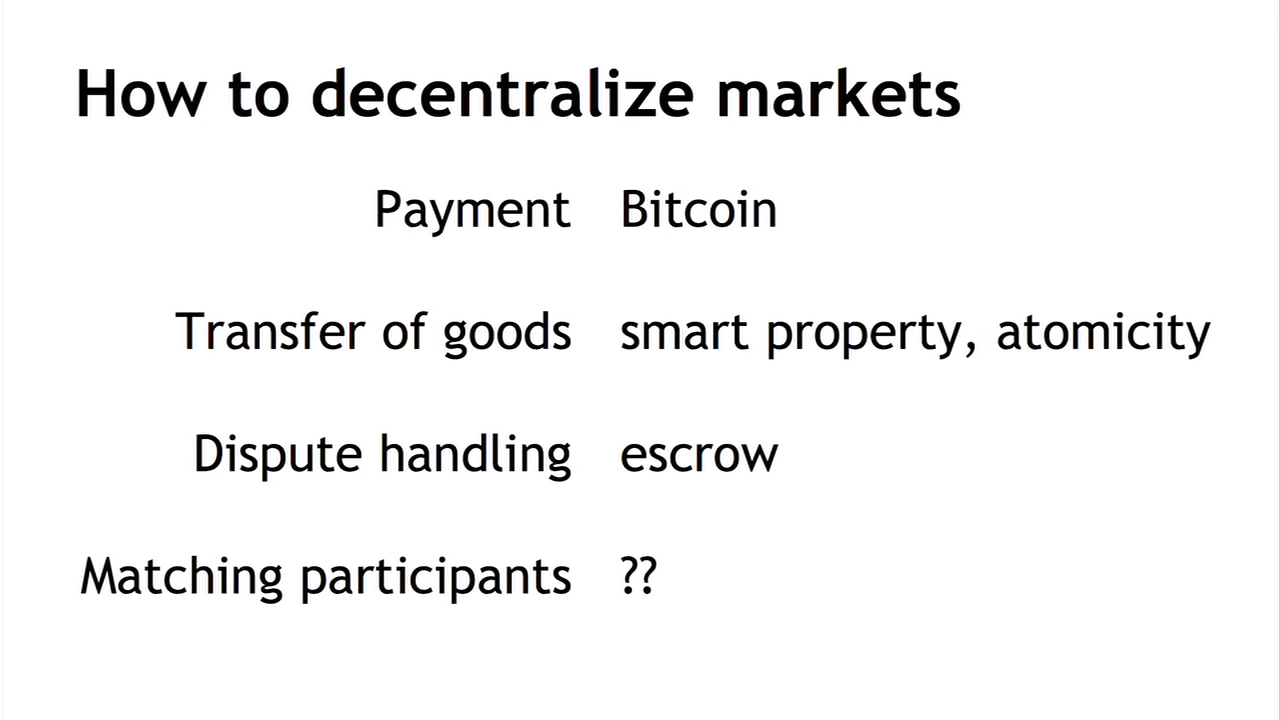 How to decentralize markets
Payment Bitcoin
Transfer of goods smart property, atomicity
Dispute handling escrow
Matching participants ??